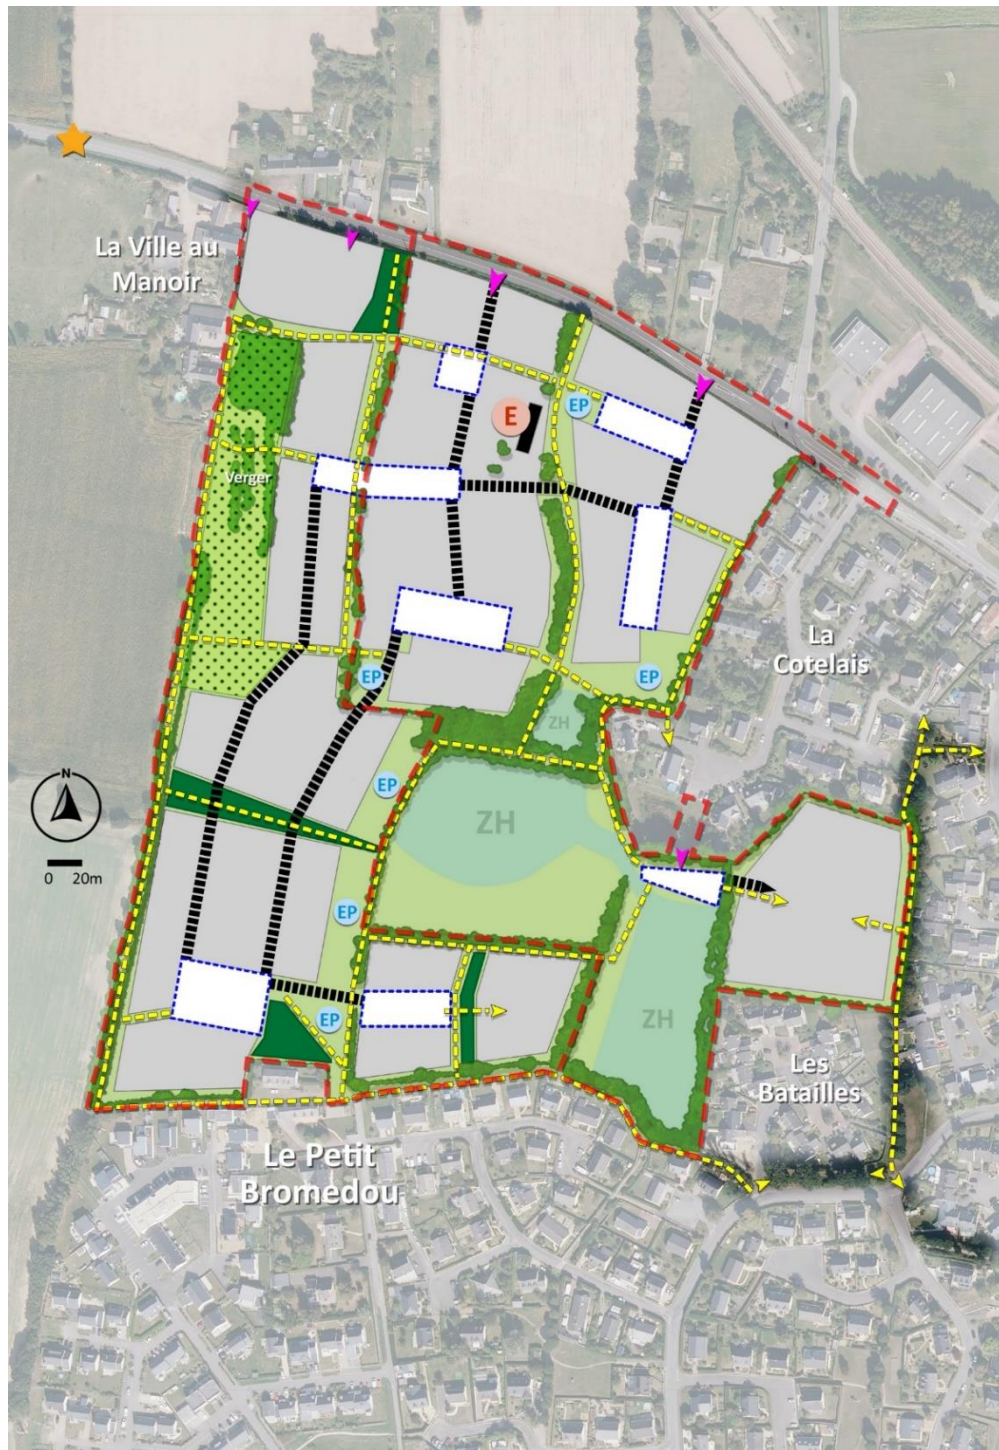 La Ville au
Manoir
E
EP
Verger
La
Cotelais
EP
EP
ZH
EP
N
0 20m
ZH
EP
EP
ZH
Les
Batailles
Le Petit
Bromedou